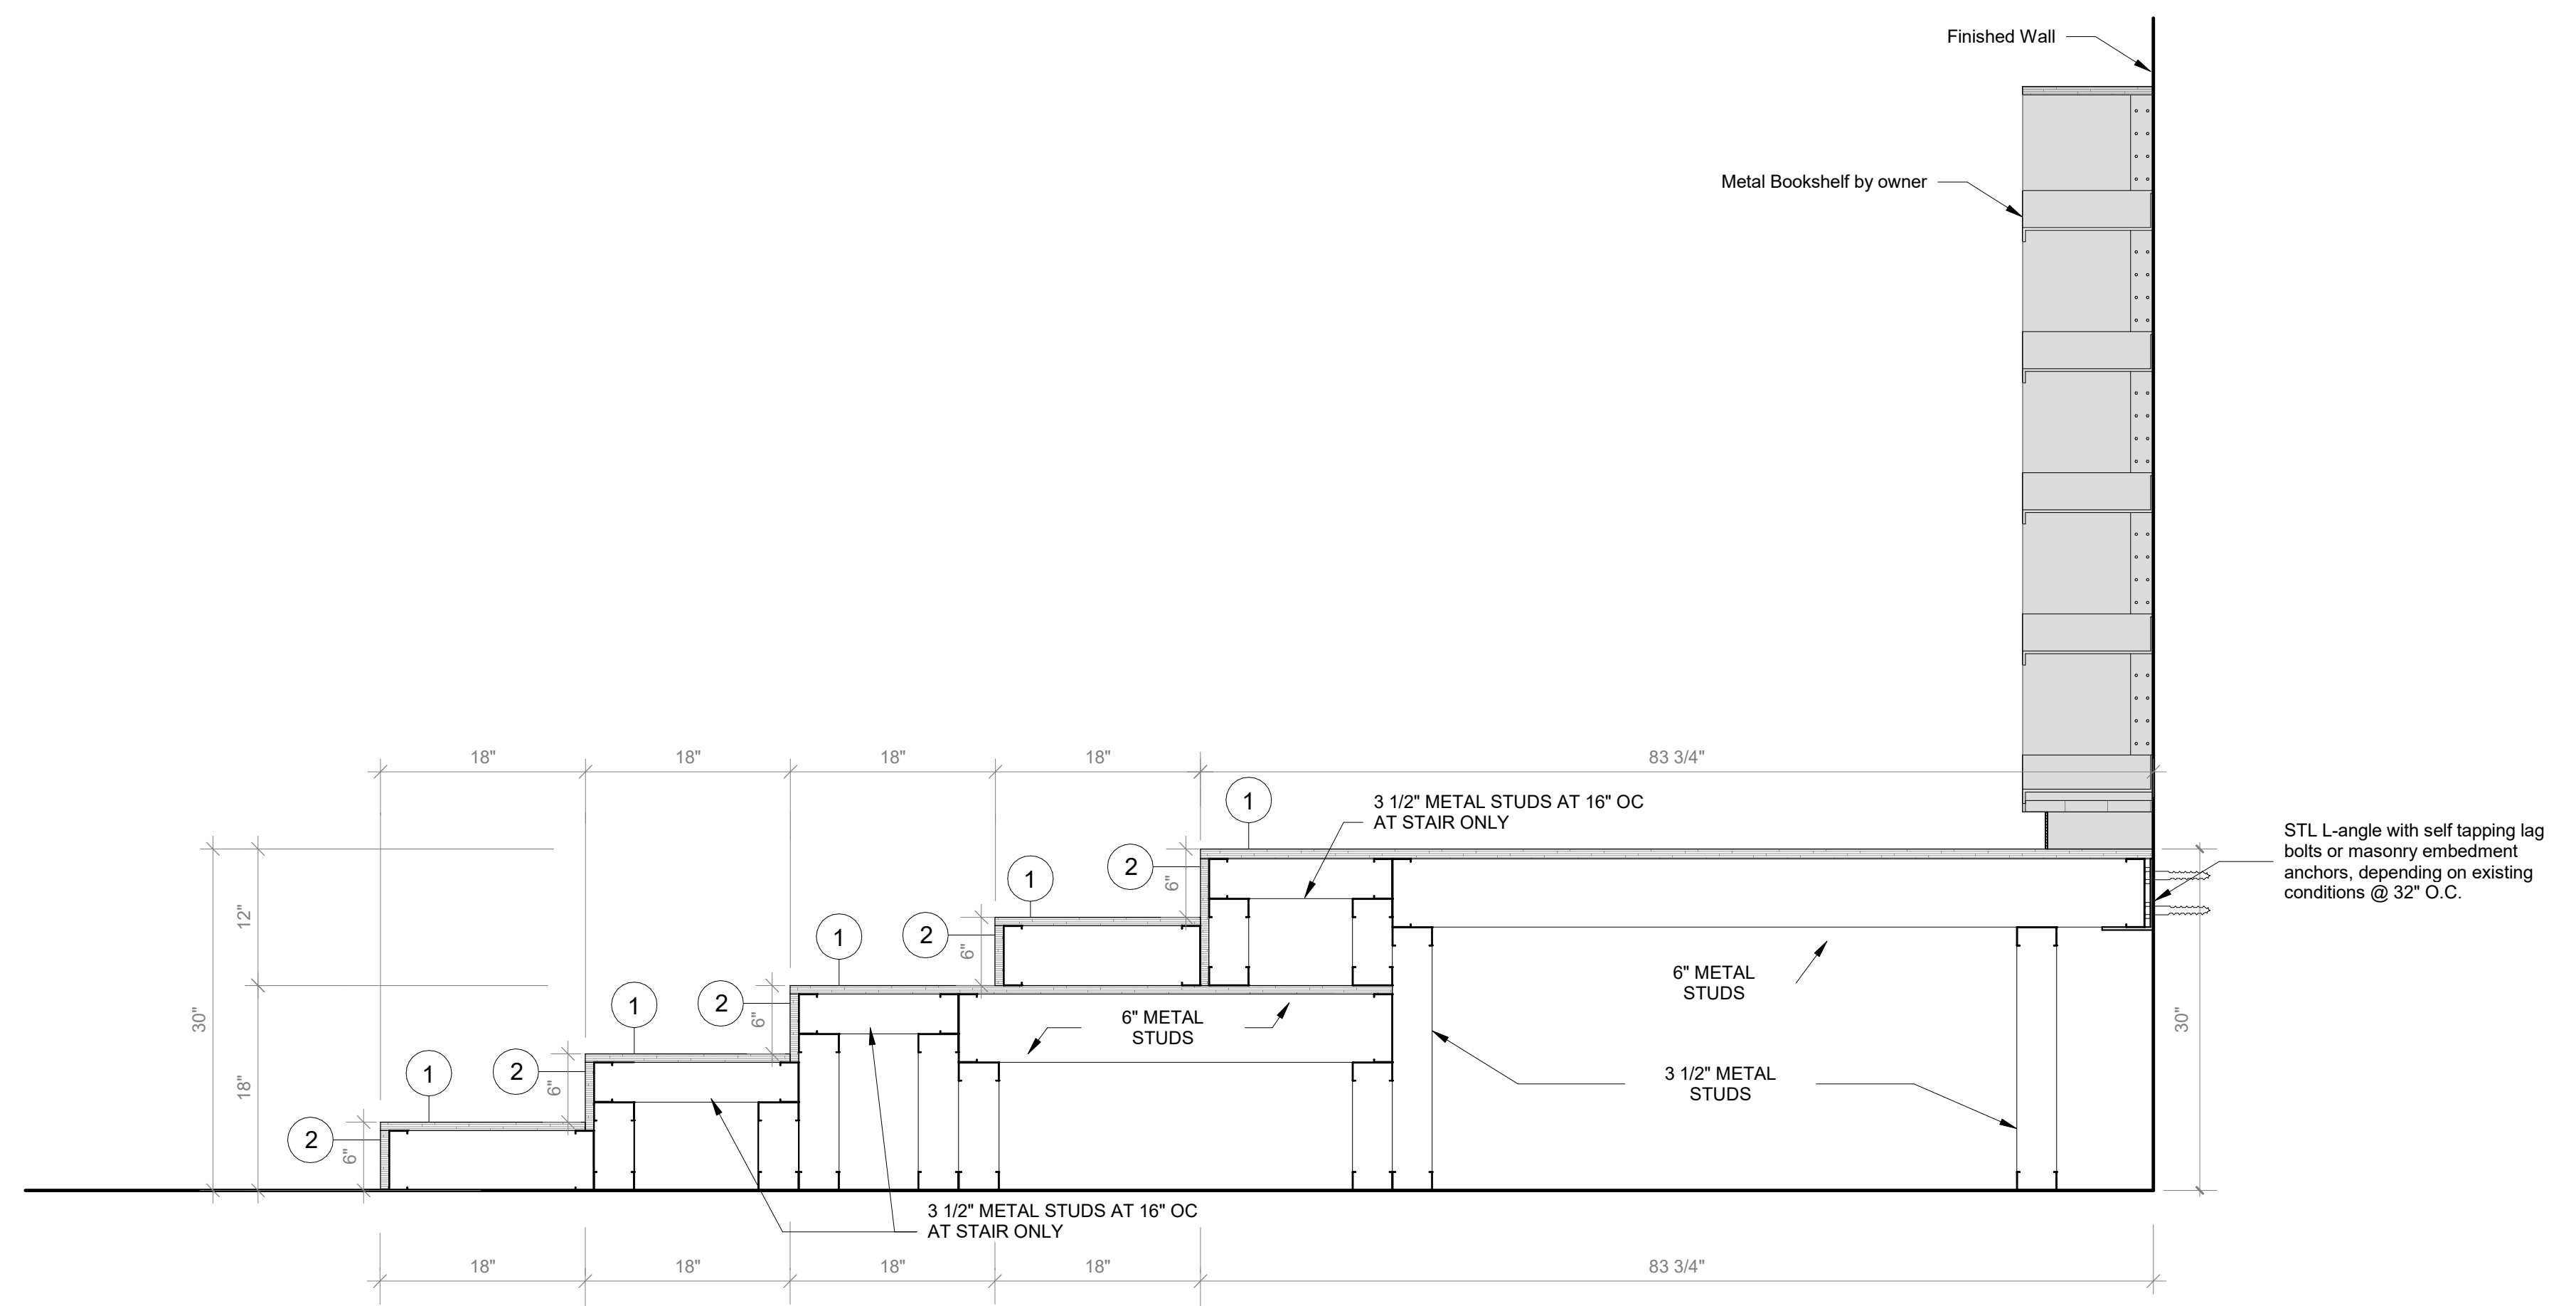 Finished Wall
Metal Bookshelf by owner
18"
18"
18"
18"
83 3/4"
1
3 1/2" METAL STUDS AT 16" OC
AT STAIR ONLY
STL L-angle with self tapping lag
bolts or masonry embedment
anchors, depending on existing
conditions @ 32" O.C.
2
6"
1
12"
1
2
6"
6" METAL
STUDS
30"
1
2
6"
6" METAL
STUDS
30"
18"
1
2
6"
3 1/2" METAL
STUDS
2
6"
3 1/2" METAL STUDS AT 16" OC
AT STAIR ONLY
18"
18"
18"
18"
83 3/4"